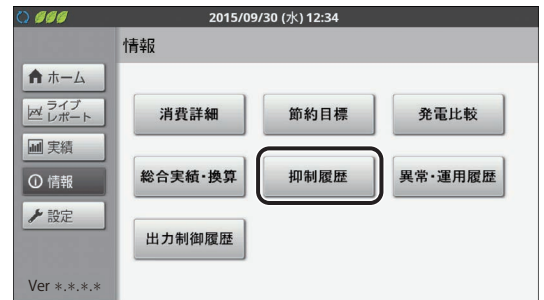 2015/09/30 (水) 12:34
情報
ホーム
ライブ
レポート
実績
情報
設定
Ver *.*.*.*
消費詳細
節約目標
発電比較
総合実績・換算
抑制履歴
異常・運用履歴
出力制御履歴